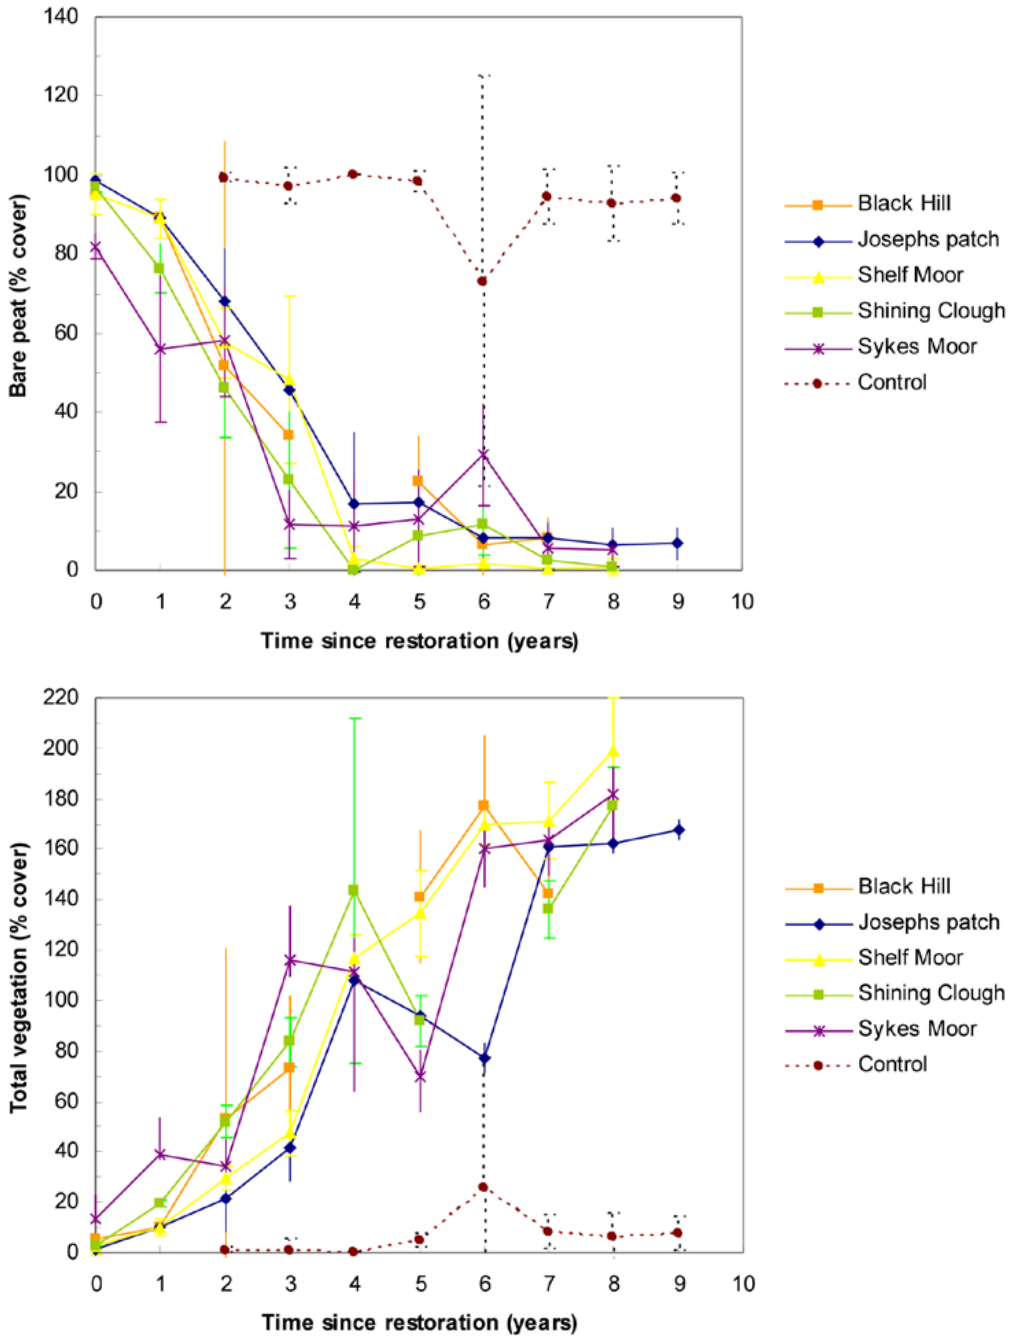 140
120
100
80
60
40
20
0
Bare peat (% cover)
0 1 2 3 4 5 6 7 8 9 10
Time since restoration (years)
Black Hill
Josephs patch
Shelf Moor
Shining Clough
Sykes Moor
Control
220
200
180
160
140
120
100
80
60
40
20
0
Total vegetation (% cover)
0 1 2 3 4 5 6 7 8 9 10
Time since restoration (years)
Black Hill
Josephs patch
Shelf Moor
Shining Clough
Sykes Moor
Control